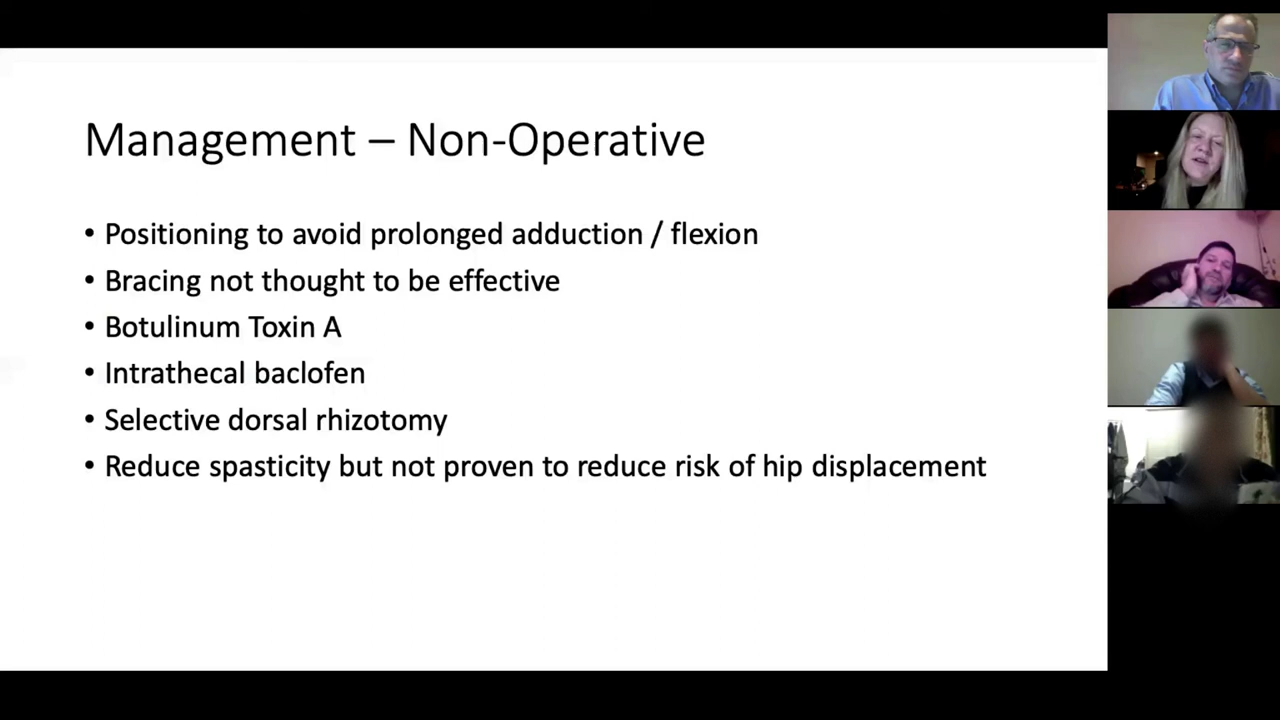 Management – Non-Operative
• Positioning to avoid prolonged adduction / flexion
• Bracing not thought to be effective
• Botulinum Toxin A
• Intrathecal baclofen
• Selective dorsal rhizotomy
• Reduce spasticity but not proven to reduce risk of hip displacement